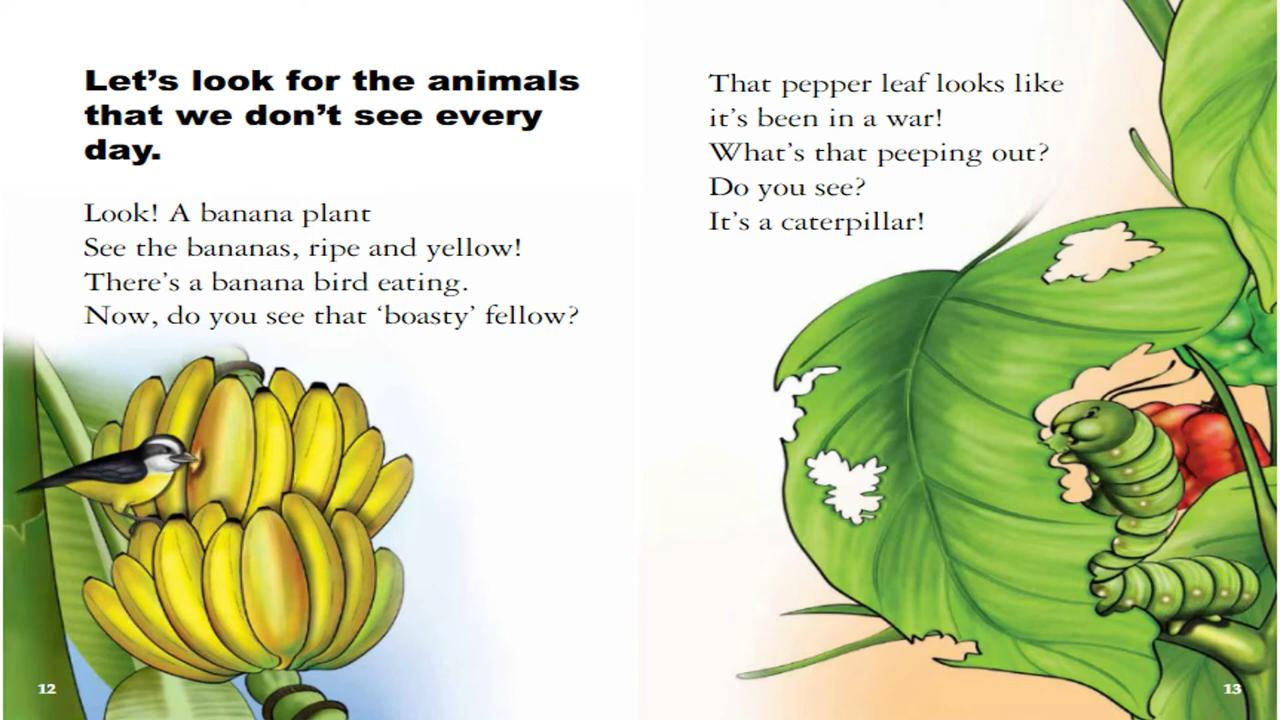 Let’s look for the animals
that we don’t see every
day.
Look! A banana plant
See the bananas, ripe and yellow!
There’s a banana bird eating.
Now, do you see that ‘boasty’ fellow?
12
That pepper leaf looks like
it’s been in a war!
What’s that peeping out?
Do you see?
It’s a caterpillar!
13